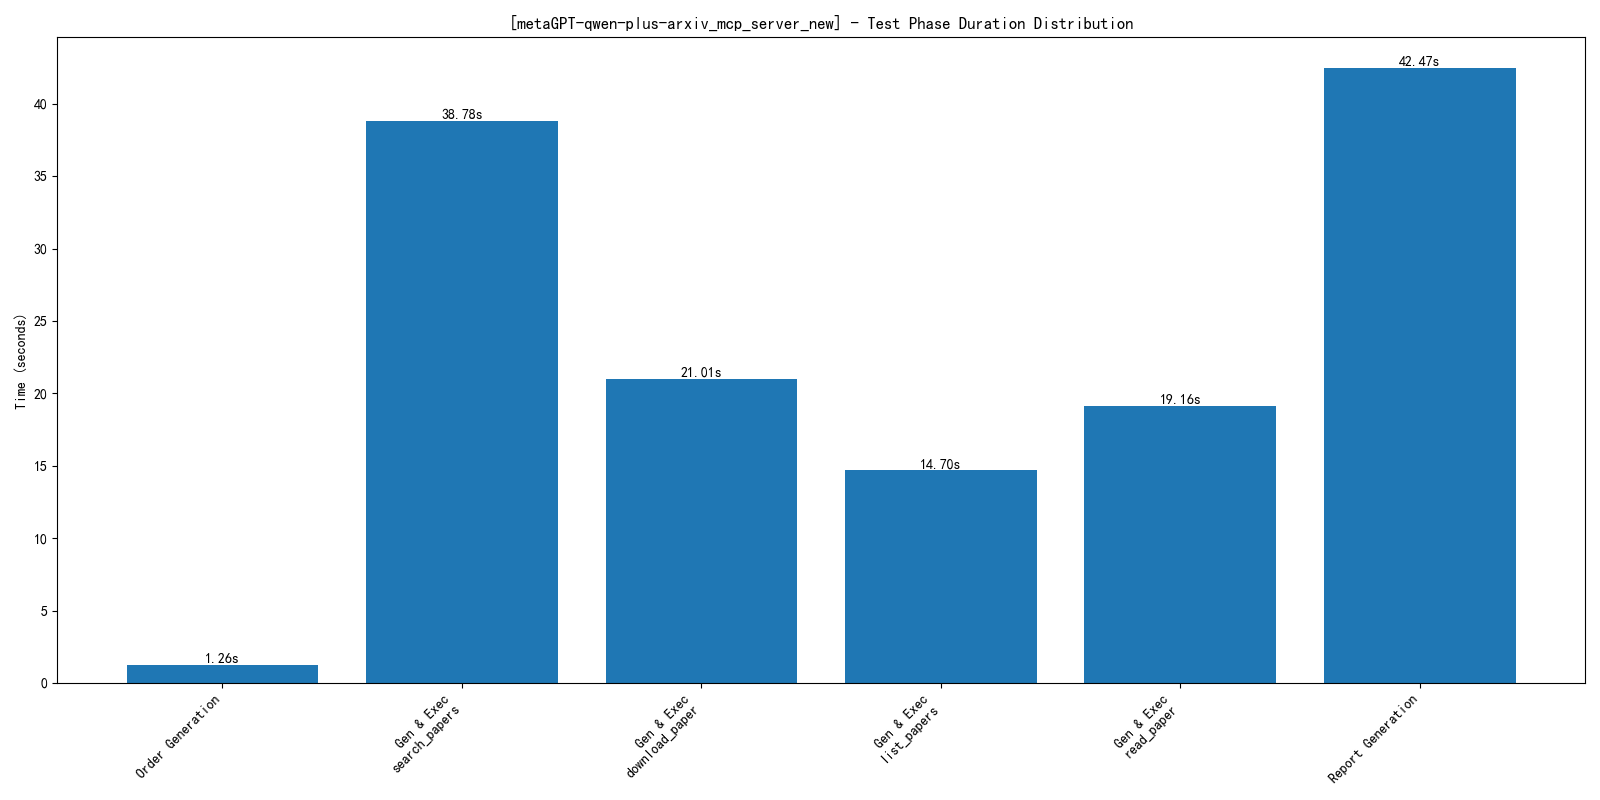 [metaGPT-qwen-plus-arxiv_mcp_server_new] - Test Phase Duration Distribution
Time (seconds)
40
35
30
25
20
15
10
5
0
1.26s
38.78s
21.01s
14.70s
19.16s
42.47s
Order Generation
Gen & Exec
search_papers
Gen & Exec
download_paper
Gen & Exec
list_papers
Gen & Exec
read_paper
Report Generation